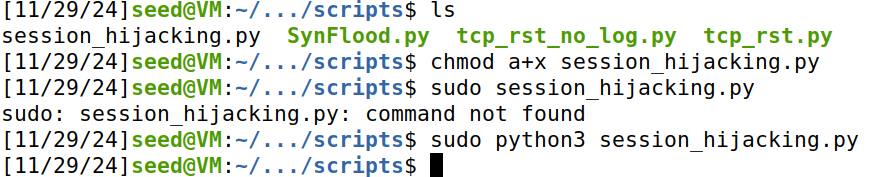 [11/29/24]seed@VM:~/.../scripts$ ls
session_hijacking.py  SynFlood.py  tcp_rst_no_log.py  tcp_rst.py
[11/29/24]seed@VM:~/.../scripts$ chmod a+x session_hijacking.py
[11/29/24]seed@VM:~/.../scripts$ sudo session_hijacking.py
sudo: session_hijacking.py: command not found
[11/29/24]seed@VM:~/.../scripts$ sudo python3 session_hijacking.py
[11/29/24]seed@VM:~/.../scripts$